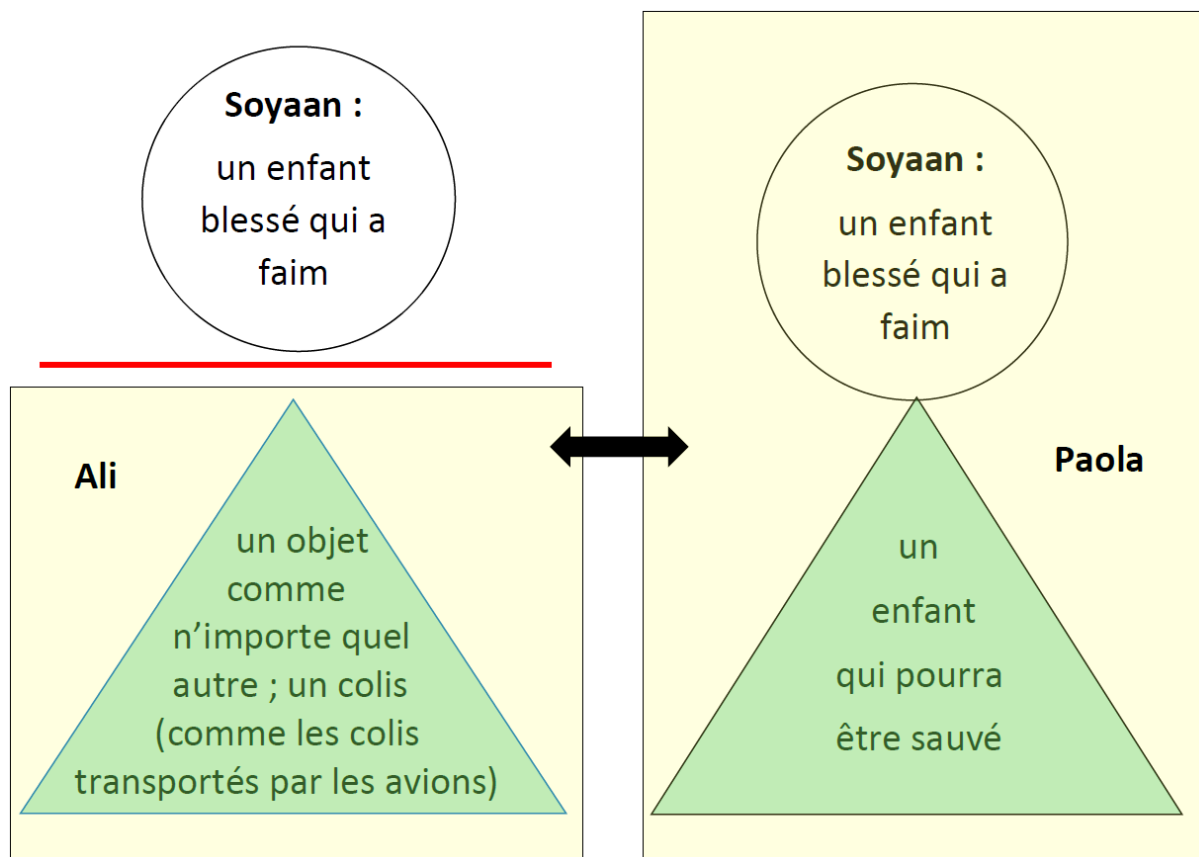 Soyaan :
un enfant
blessé qui a
faim
Ali
un objet
comme
n’importe quel
autre ; un colis
(comme les colis
transportés par les avions)
Soyaan :
un enfant
blessé qui a
faim
Paola
un
enfant
qui pourra
être sauvé